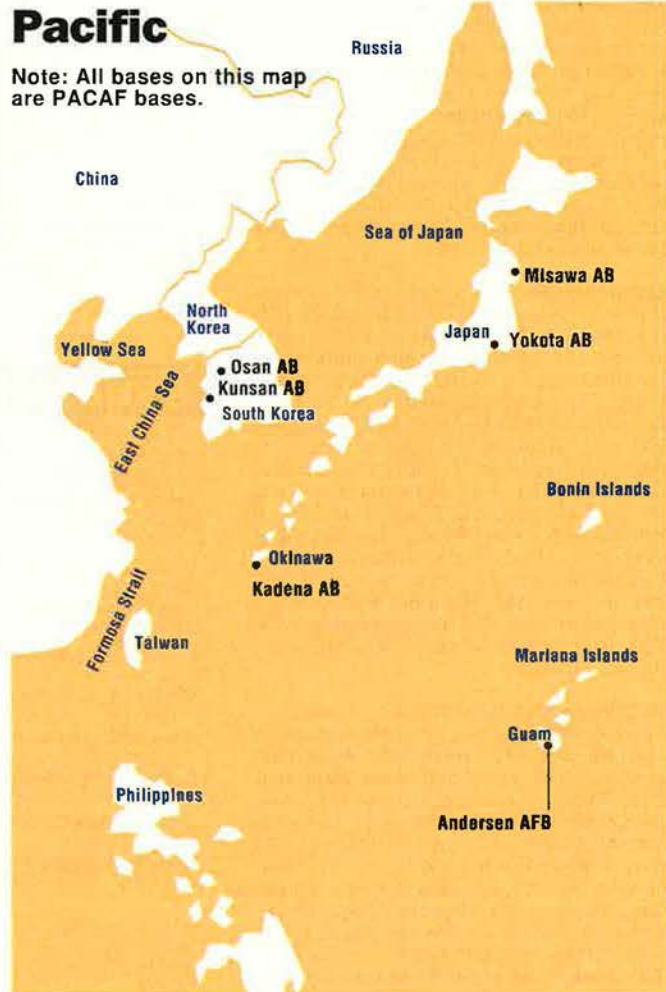 Pacific
Note: All bases on this map
are PACAF bases.
Russia
China
Sea of Japan
Misawa AB
North
Korea
Japan
Yokota AB
Yellow Sea
Osan AB
Kunsan AB
South Korea
East China Sea
Bonin Islands
Okinawa
Kadena AB
Formosa Strait
Taiwan
Mariana Islands
Guam
Philippines
Andersen AFB